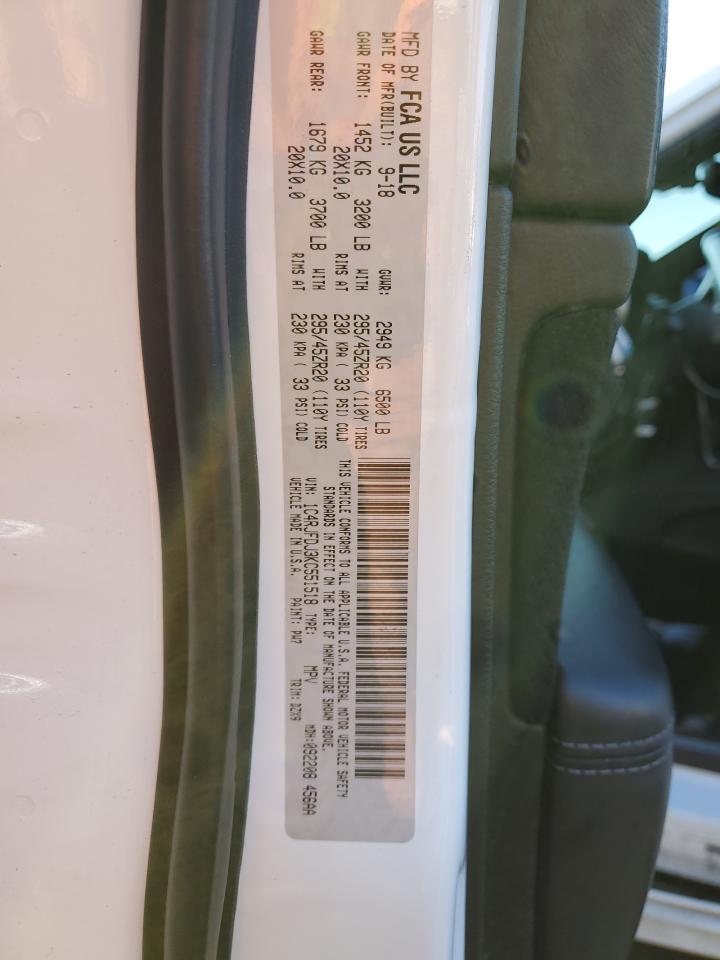 MFD BY FCA US LLC
DATE OF MFR(BUILT): 9-18 GVWR: 2949 KG 6500 LB
GAWR FRONT: 1452 KG 3200 LB WITH 295/45ZR20 (110Y TIRES
20X10.0 RIMS AT 230 KPA ( 33 PSI) COLD
GAWR REAR: 1679 KG 3700 LB WITH 295/45ZR20 (110Y TIRES
20X10.0 RIMS AT 230 KPA ( 33 PSI) COLD
THIS VEHICLE CONFORMS TO ALL APPLICABLE U.S.A. FEDERAL MOTOR VEHICLE SAFETY
STANDARDS IN EFFECT ON THE DATE OF MANUFACTURE SHOWN ABOVE.
VIN: 1C4RJFDJ3KC551518 TYPE: MPV MDH:092208 456AA
VEHICLE MADE IN U.S.A. PAINT: PW7 TRIM: DZX9